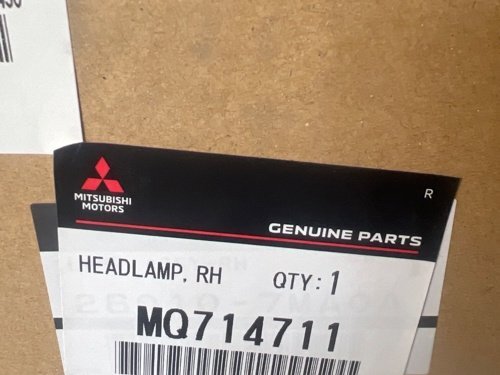 MITSUBISHI
MOTORS
R
GENUINE PARTS
HEADLAMP, RH QTY: 1
MQ714711